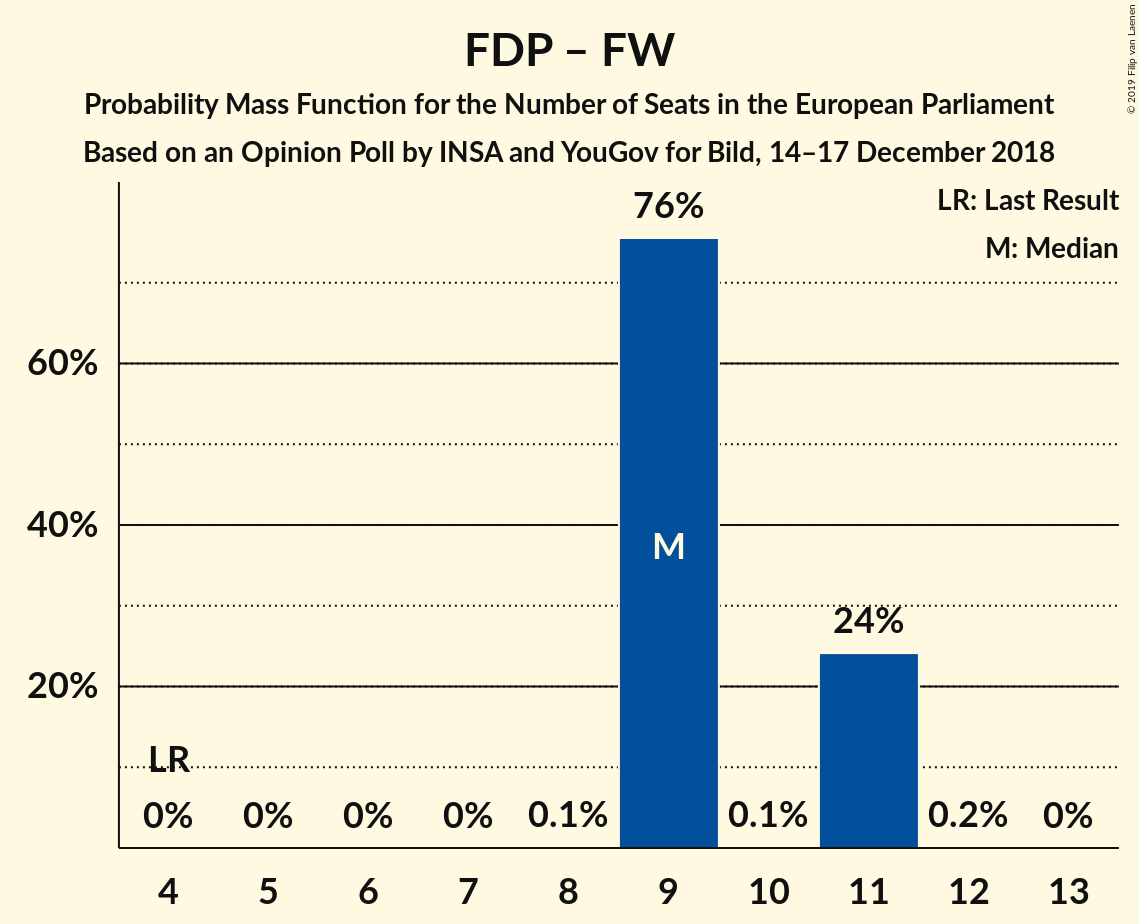 FDP – FW
Probability Mass Function for the Number of Seats in the European Parliament
Based on an Opinion Poll by INSA and YouGov for Bild, 14–17 December 2018
© 2019 Filip van Laenen
LR: Last Result
M: Median
76%
60%
40%
M
24%
20%
LR
0% 0% 0% 0% 0.1% 0.1% 0.2% 0%
4 5 6 7 8 9 10 11 12 13